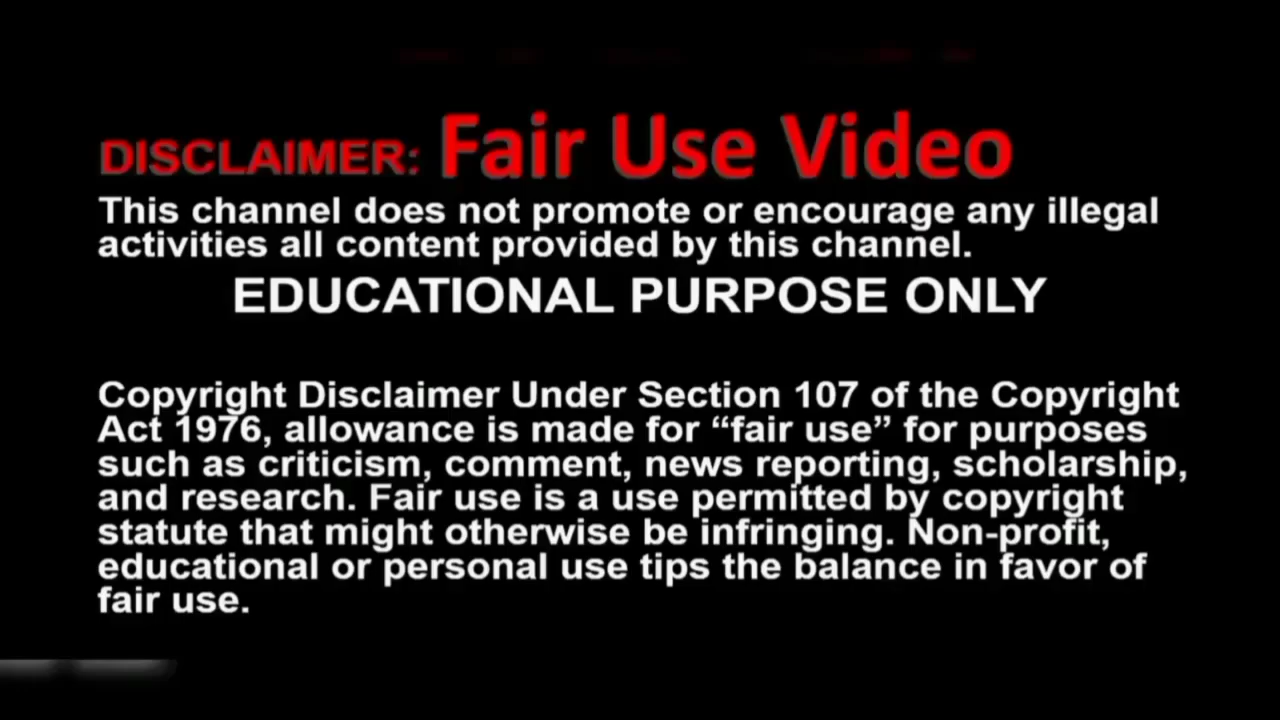 DISCLAIMER: Fair Use Video
This channel does not promote or encourage any illegal
activities all content provided by this channel.
EDUCATIONAL PURPOSE ONLY
Copyright Disclaimer Under Section 107 of the Copyright
Act 1976, allowance is made for “fair use” for purposes
such as criticism, comment, news reporting, scholarship,
and research. Fair use is a use permitted by copyright
statute that might otherwise be infringing. Non-profit,
educational or personal use tips the balance in favor of
fair use.